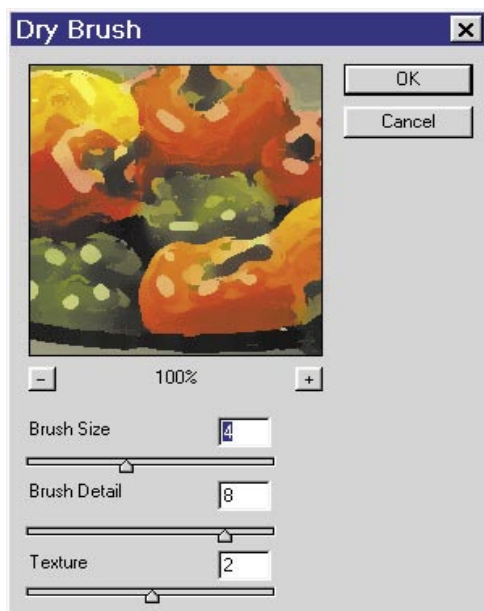 Dry Brush
OK
Cancel
- 100% +
Brush Size 4
Brush Detail 8
Texture 2